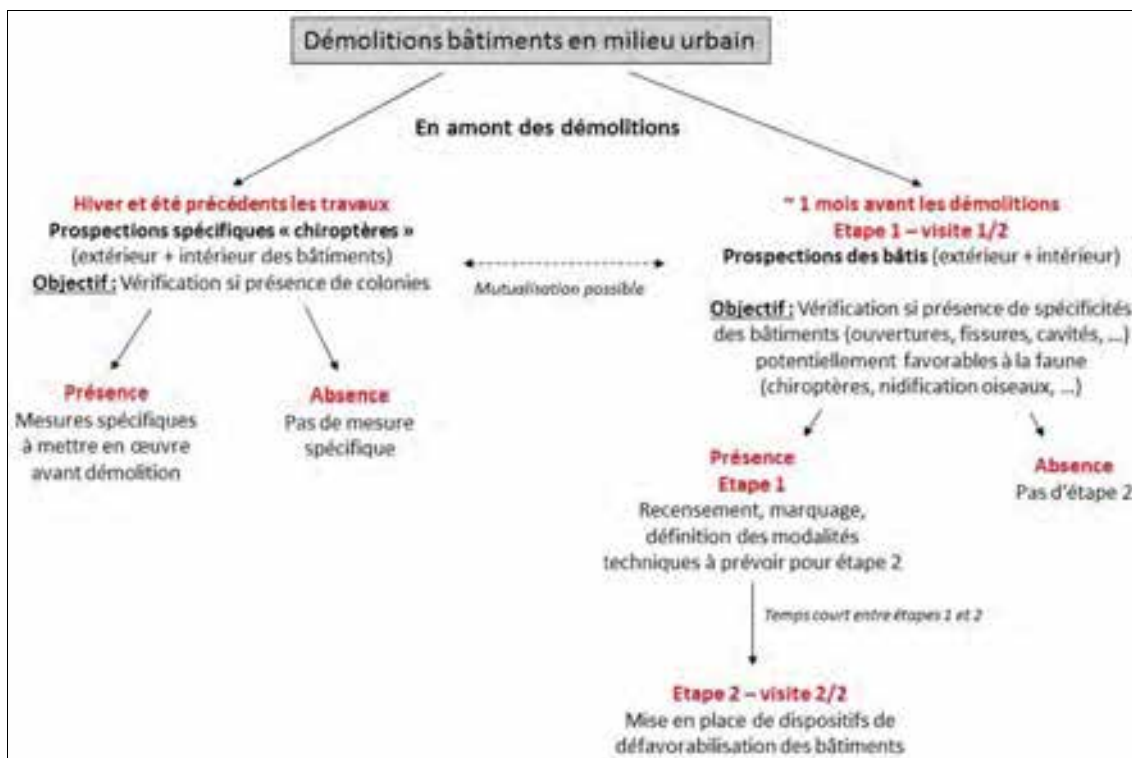 Démolitions bâtiments en milieu urbain
En amont des démolitions
Hiver et été précédents les travaux
Prospections spécifiques « chiroptères »
(extérieur + intérieur des bâtiments)
Objectif : Vérification si présence de colonies
Mutualisation possible
~ 1 mois avant les démolitions
Etape 1 – visite 1/2
Prospections des bâtis (extérieur + intérieur)
Objectif : Vérification si présence de spécificités
des bâtiments (ouvertures, fissures, cavités, ...)
potentiellement favorables à la faune
(chiroptères, nidification oiseaux, ...)
Présence
Mesures spécifiques
à mettre en œuvre
avant démolition
Absence
Pas de mesure
spécifique
Présence
Etape 1
Recensement, marquage,
définition des modalités
techniques à prévoir pour étape 2
Absence
Pas d'étape 2
Temps court entre étapes 1 et 2
Etape 2 – visite 2/2
Mise en place de dispositifs de
défavorabilisation des bâtiments